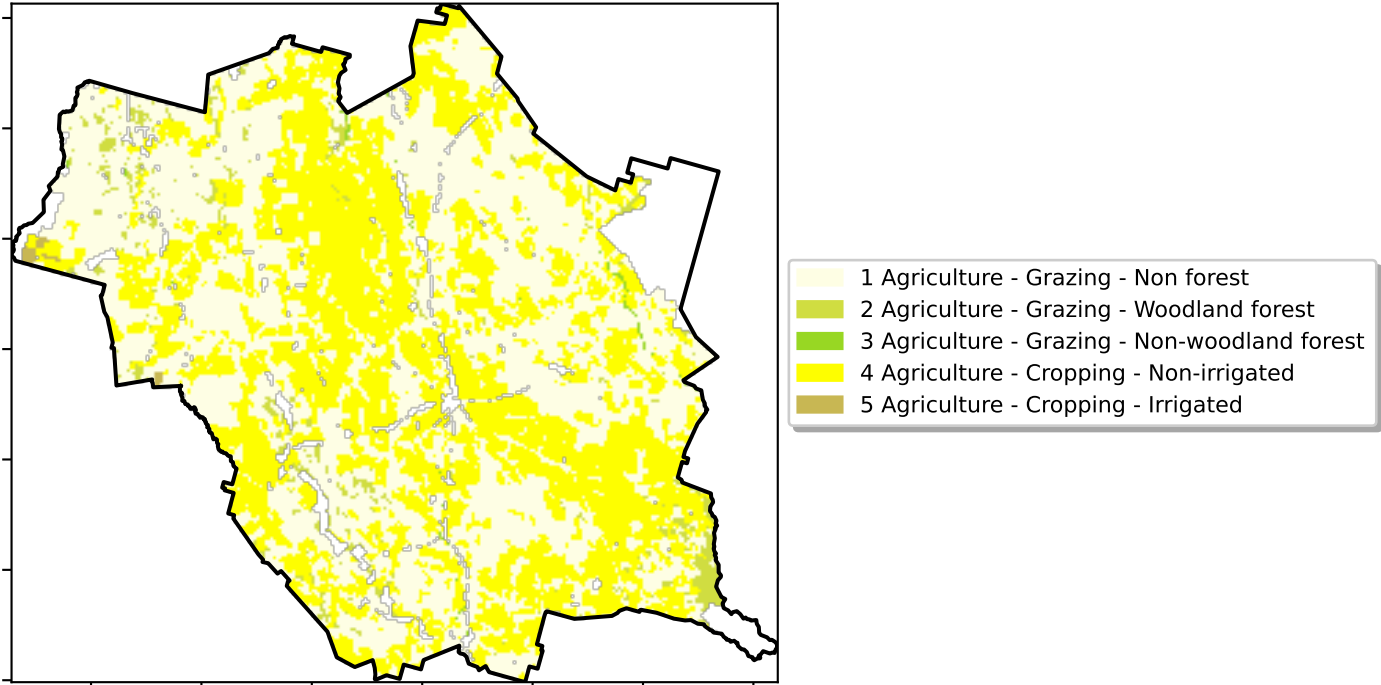 1 Agriculture - Grazing - Non forest
2 Agriculture - Grazing - Woodland forest
3 Agriculture - Grazing - Non-woodland forest
4 Agriculture - Cropping - Non-irrigated
5 Agriculture - Cropping - Irrigated